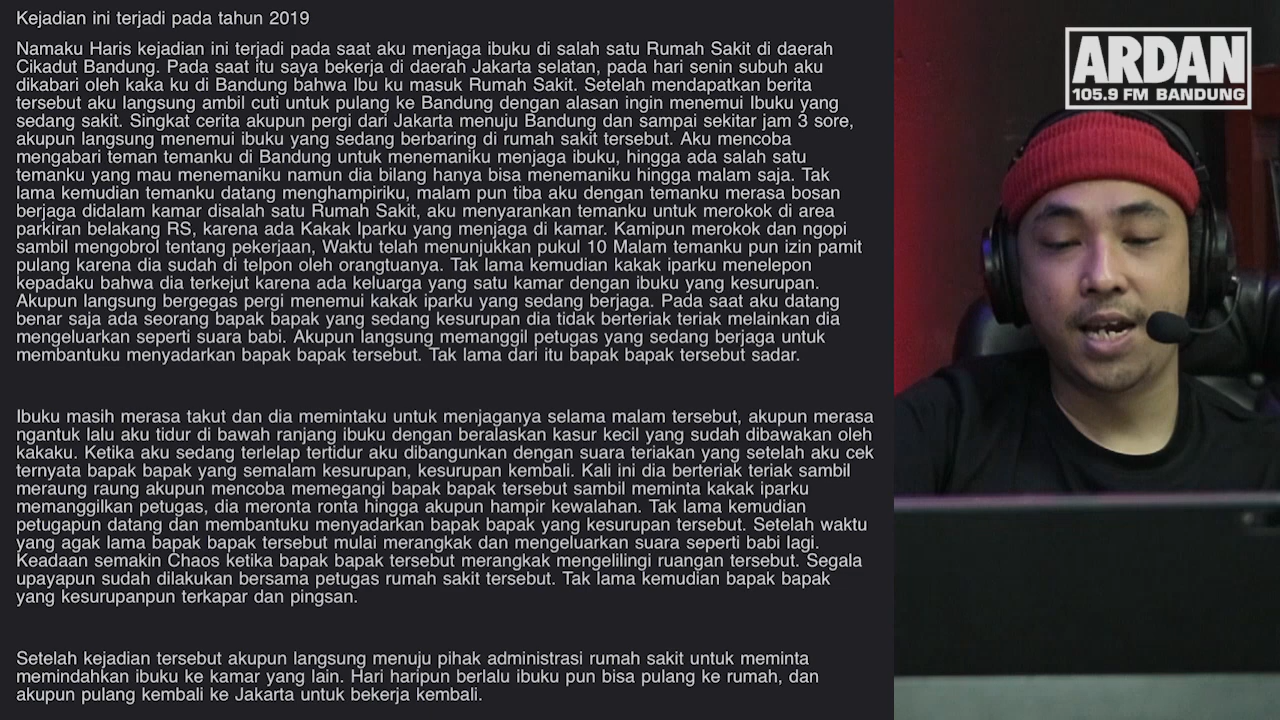 Kejadian ini terjadi pada tahun 2019
Namaku Haris kejadian ini terjadi pada saat aku menjaga ibuku di salah satu Rumah Sakit di daerah
Cikadut Bandung. Pada saat itu saya bekerja di daerah Jakarta selatan, pada hari senin subuh aku
dikabari oleh kaka ku di Bandung bahwa Ibu ku masuk Rumah Sakit. Setelah mendapatkan berita
tersebut aku langsung ambil cuti untuk pulang ke Bandung dengan alasan ingin menemui Ibuku yang
sedang sakit. Singkat cerita akupun pergi dari Jakarta menuju Bandung dan sampai sekitar jam 3 sore,
akupun langsung menemui ibuku yang sedang berbaring di rumah sakit tersebut. Aku mencoba
mengabari teman temanku di Bandung untuk menemaniku menjaga ibuku, hingga ada salah satu
temanku yang mau menemaniku namun dia bilang hanya bisa menemaniku hingga malam saja. Tak
lama kemudian temanku datang menghampiriku, malam pun tiba aku dengan temanku merasa bosan
berjaga didalam kamar disalah satu Rumah Sakit, aku menyarankan temanku untuk merokok di area
parkiran belakang RS, karena ada Kakak Iparku yang menjaga di kamar. Kamipun merokok dan ngopi
sambil mengobrol tentang pekerjaan, Waktu telah menunjukkan pukul 10 Malam temanku pun izin pamit
pulang karena dia sudah di telpon oleh orangtuanya. Tak lama kemudian kakak iparku menelepon
kepadaku bahwa dia terkejut karena ada keluarga yang satu kamar dengan ibuku yang kesurupan.
Akupun langsung bergegas pergi menemui kakak iparku yang sedang berjaga. Pada saat aku datang
benar saja ada seorang bapak bapak yang sedang kesurupan dia tidak berteriak teriak melainkan dia
mengeluarkan seperti suara babi. Akupun langsung memanggil petugas yang sedang berjaga untuk
membantuku menyadarkan bapak bapak tersebut. Tak lama dari itu bapak bapak tersebut sadar.
Ibuku masih merasa takut dan dia memintaku untuk menjaganya selama malam tersebut, akupun merasa
ngantuk lalu aku tidur di bawah ranjang ibuku dengan beralaskan kasur kecil yang sudah dibawakan oleh
kakaku. Ketika aku sedang terlelap tertidur aku dibangunkan dengan suara teriakan yang setelah aku cek
ternyata bapak bapak yang semalam kesurupan, kesurupan kembali. Kali ini dia berteriak teriak sambil
meraung raung akupun mencoba memegangi bapak bapak tersebut sambil meminta kakak iparku
memanggilkan petugas, dia meronta ronta hingga akupun hampir kewalahan. Tak lama kemudian
petugapun datang dan membantuku menyadarkan bapak bapak yang kesurupan tersebut. Setelah waktu
yang agak lama bapak bapak tersebut mulai merangkak dan mengeluarkan suara seperti babi lagi.
Keadaan semakin Chaos ketika bapak bapak tersebut merangkak mengelilingi ruangan tersebut. Segala
upayapun sudah dilakukan bersama petugas rumah sakit tersebut. Tak lama kemudian bapak bapak
yang kesurupanpun terkapar dan pingsan.
Setelah kejadian tersebut akupun langsung menuju pihak administrasi rumah sakit untuk meminta
memindahkan ibuku ke kamar yang lain. Hari haripun berlalu ibuku pun bisa pulang ke rumah, dan
akupun pulang kembali ke Jakarta untuk bekerja kembali.
ARDAN
105.9 FM BANDUNG